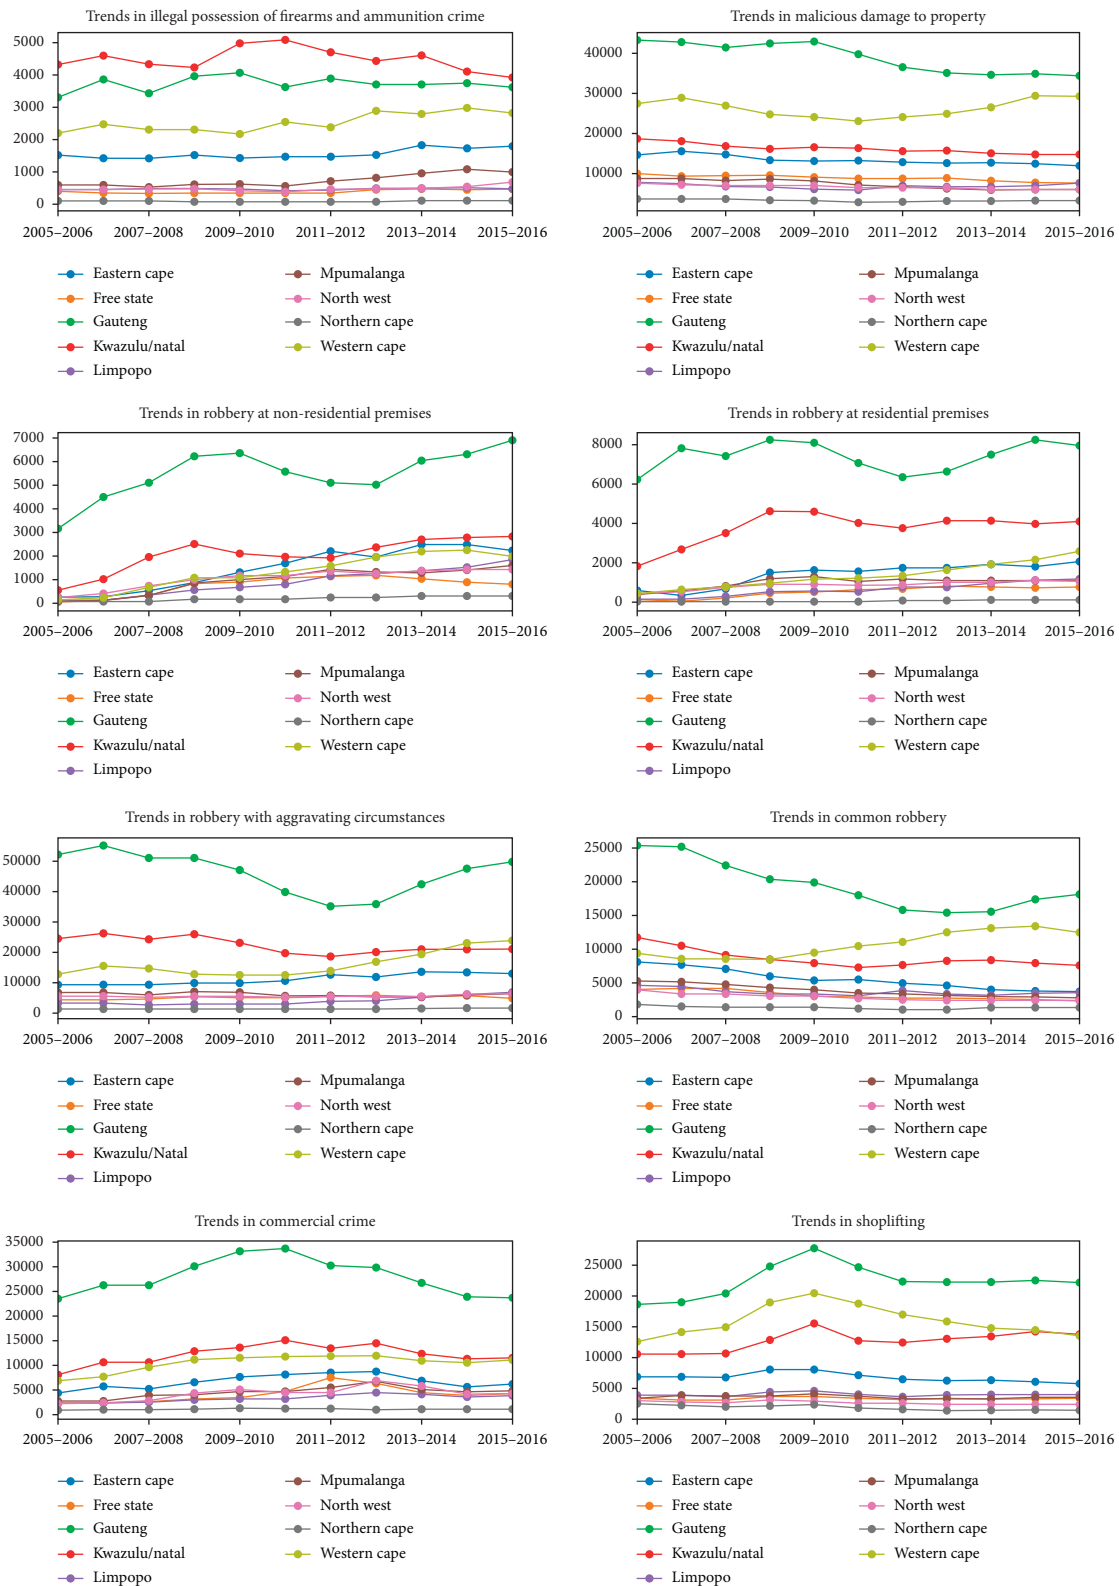 Trends in illegal possession of firearms and ammunition crime
5000
4000
3000
2000
1000
0
2005–2006 2007–2008 2009–2010 2011–2012 2013–2014 2015–2016
Eastern cape
Free state
Gauteng
Kwazulu/natal
Limpopo
Mpumalanga
North west
Northern cape
Western cape
Trends in malicious damage to property
40000
30000
20000
10000
2005–2006 2007–2008 2009–2010 2011–2012 2013–2014 2015–2016
Eastern cape
Free state
Gauteng
Kwazulu/natal
Limpopo
Mpumalanga
North west
Northern cape
Western cape
Trends in robbery at non-residential premises
7000
6000
5000
4000
3000
2000
1000
0
2005–2006 2007–2008 2009–2010 2011–2012 2013–2014 2015–2016
Eastern cape
Free state
Gauteng
Kwazulu/natal
Limpopo
Mpumalanga
North west
Northern cape
Western cape
Trends in robbery at residential premises
8000
6000
4000
2000
0
2005–2006 2007–2008 2009–2010 2011–2012 2013–2014 2015–2016
Eastern cape
Free state
Gauteng
Kwazulu/natal
Limpopo
Mpumalanga
North west
Northern cape
Western cape
Trends in robbery with aggravating circumstances
50000
40000
30000
20000
10000
0
2005–2006 2007–2008 2009–2010 2011–2012 2013–2014 2015–2016
Eastern cape
Free state
Gauteng
Kwazulu/Natal
Limpopo
Mpumalanga
North west
Northern cape
Western cape
Trends in common robbery
25000
20000
15000
10000
5000
0
2005–2006 2007–2008 2009–2010 2011–2012 2013–2014 2015–2016
Eastern cape
Free state
Gauteng
Kwazulu/natal
Limpopo
Mpumalanga
North west
Northern cape
Western cape
Trends in commercial crime
35000
30000
25000
20000
15000
10000
5000
0
2005–2006 2007–2008 2009–2010 2011–2012 2013–2014 2015–2016
Eastern cape
Free state
Gauteng
Kwazulu/natal
Limpopo
Mpumalanga
North west
Northern cape
Western cape
Trends in shoplifting
25000
20000
15000
10000
5000
0
2005–2006 2007–2008 2009–2010 2011–2012 2013–2014 2015–2016
Eastern cape
Free state
Gauteng
Kwazulu/natal
Limpopo
Mpumalanga
North west
Northern cape
Western cape